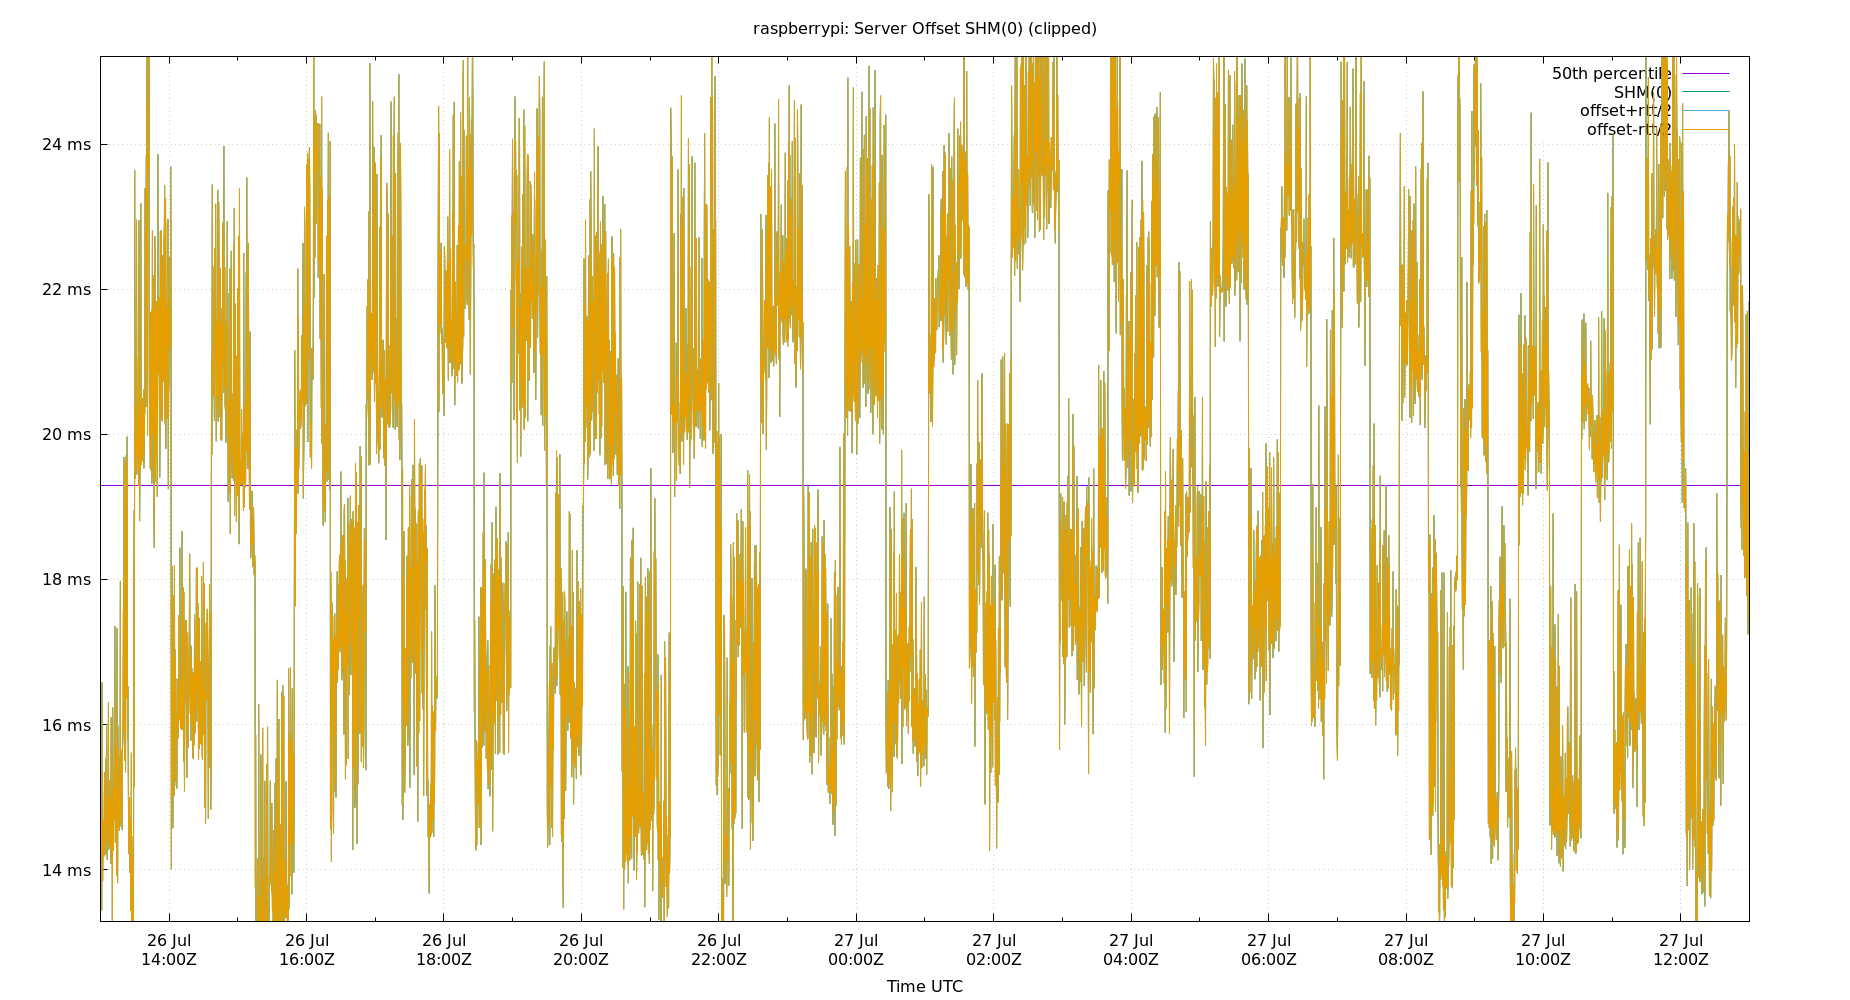 raspberrypi: Server Offset SHM(0) (clipped)
50th percentile
SHM(0)
offset+rtt/2
offset-rtt/2
24 ms
22 ms
20 ms
18 ms
16 ms
14 ms
26 Jul 26 Jul 26 Jul 26 Jul 26 Jul 27 Jul 27 Jul 27 Jul 27 Jul 27 Jul 27 Jul 27 Jul
14:00Z 16:00Z 18:00Z 20:00Z 22:00Z 00:00Z 02:00Z 04:00Z 06:00Z 08:00Z 10:00Z 12:00Z
Time UTC